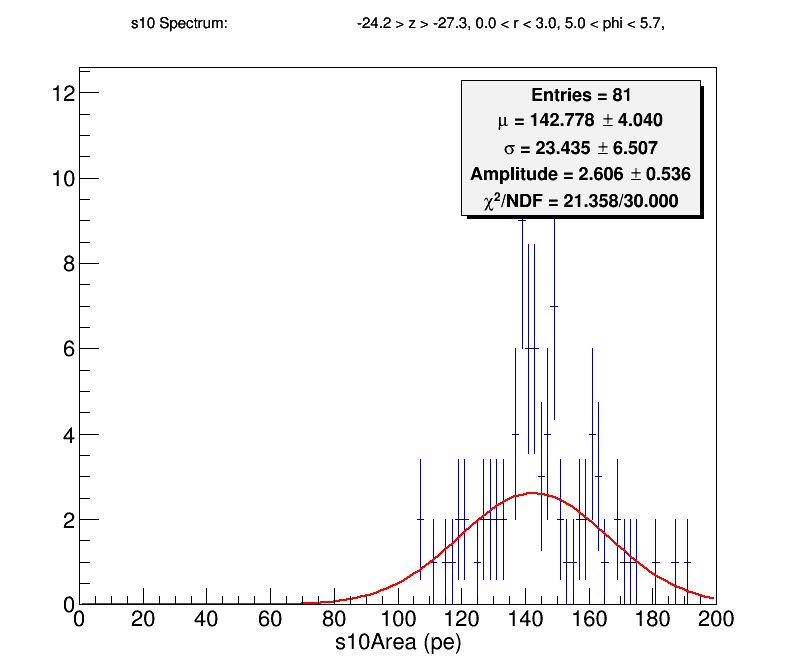 s10 Spectrum: -24.2 > z > -27.3, 0.0 < r < 3.0, 5.0 < phi < 5.7,
Entries = 81
μ = 142.778 ± 4.040
σ = 23.435 ± 6.507
Amplitude = 2.606 ± 0.536
χ²/NDF = 21.358/30.000
12
10
8
6
4
2
0
0 20 40 60 80 100 120 140 160 180 200
s10Area (pe)